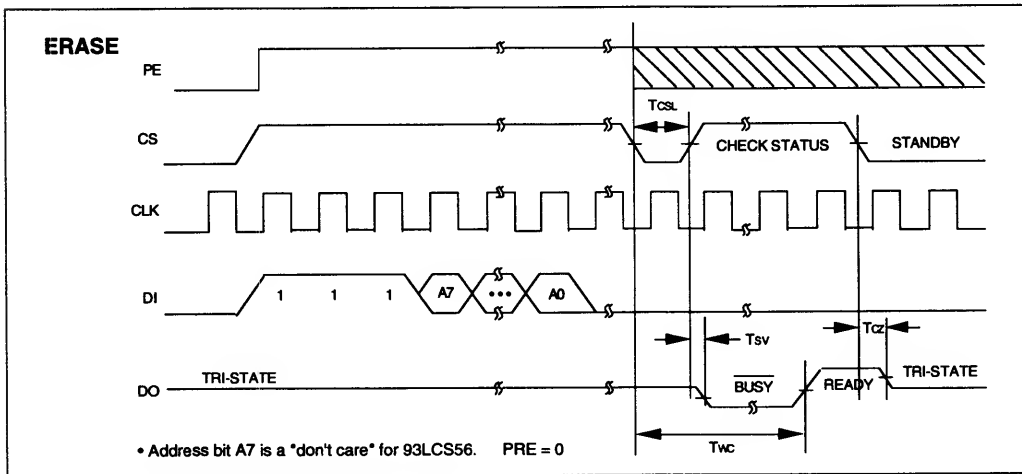 ERASE
PE
TCSL
CS
CHECK STATUS
STANDBY
CLK
DI
1 1 1 A7 ••• A0
TSV
TCZ
TRI-STATE
BUSY
READY
TRI-STATE
DO
TWC
• Address bit A7 is a "don't care" for 93LCS56. PRE = 0